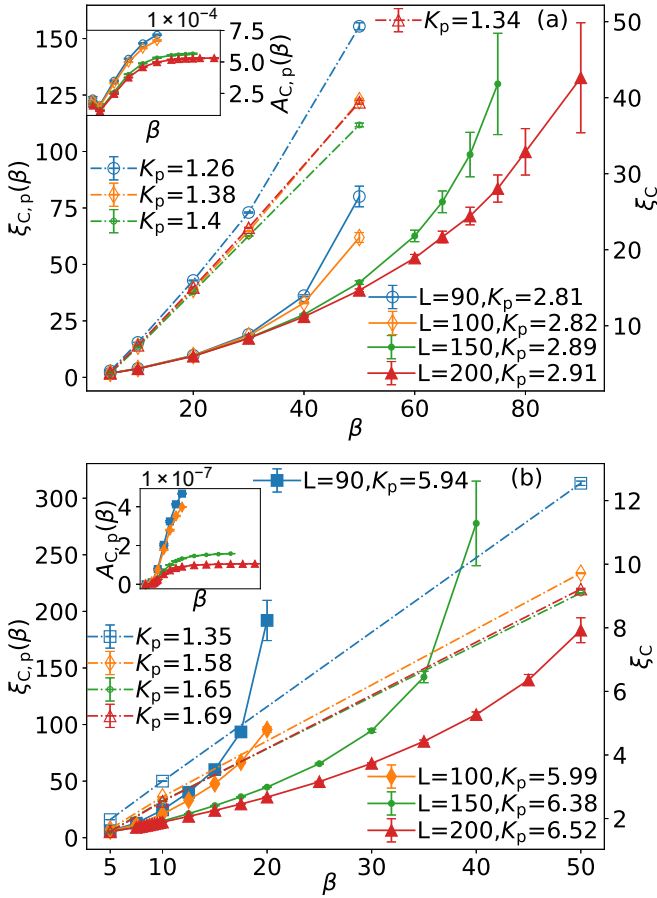 1 × 10⁻⁴
7.5
5.0
2.5
A_{C,p}(β)
β
K_p=1.34
(a)
150
125
100
75
50
25
0
ξ_{C,p}(β)
50
40
30
20
10
ξ_C
K_p=1.26
K_p=1.38
K_p=1.4
L=90,K_p=2.81
L=100,K_p=2.82
L=150,K_p=2.89
L=200,K_p=2.91
20
40
60
80
β
1 × 10⁻⁷
4
2
0
A_{C,p}(β)
β
L=90,K_p=5.94
(b)
300
250
200
150
100
50
0
ξ_{C,p}(β)
12
10
8
6
4
2
ξ_C
K_p=1.35
K_p=1.58
K_p=1.65
K_p=1.69
L=100,K_p=5.99
L=150,K_p=6.38
L=200,K_p=6.52
5
10
20
30
40
50
β